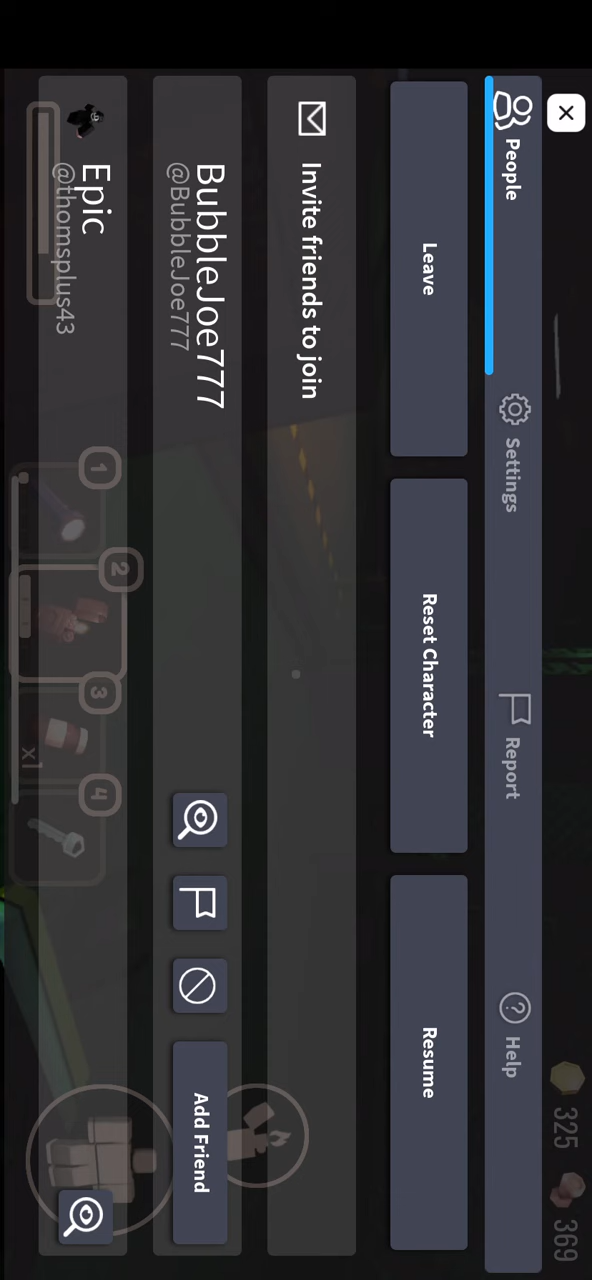 325
369
People
Settings
Report
Help
Leave
Reset Character
Resume
Invite friends to join
BubbleJoe777
@BubbleJoe777
Add Friend
Epic
@thomsplus43
1
2
3
4
x1